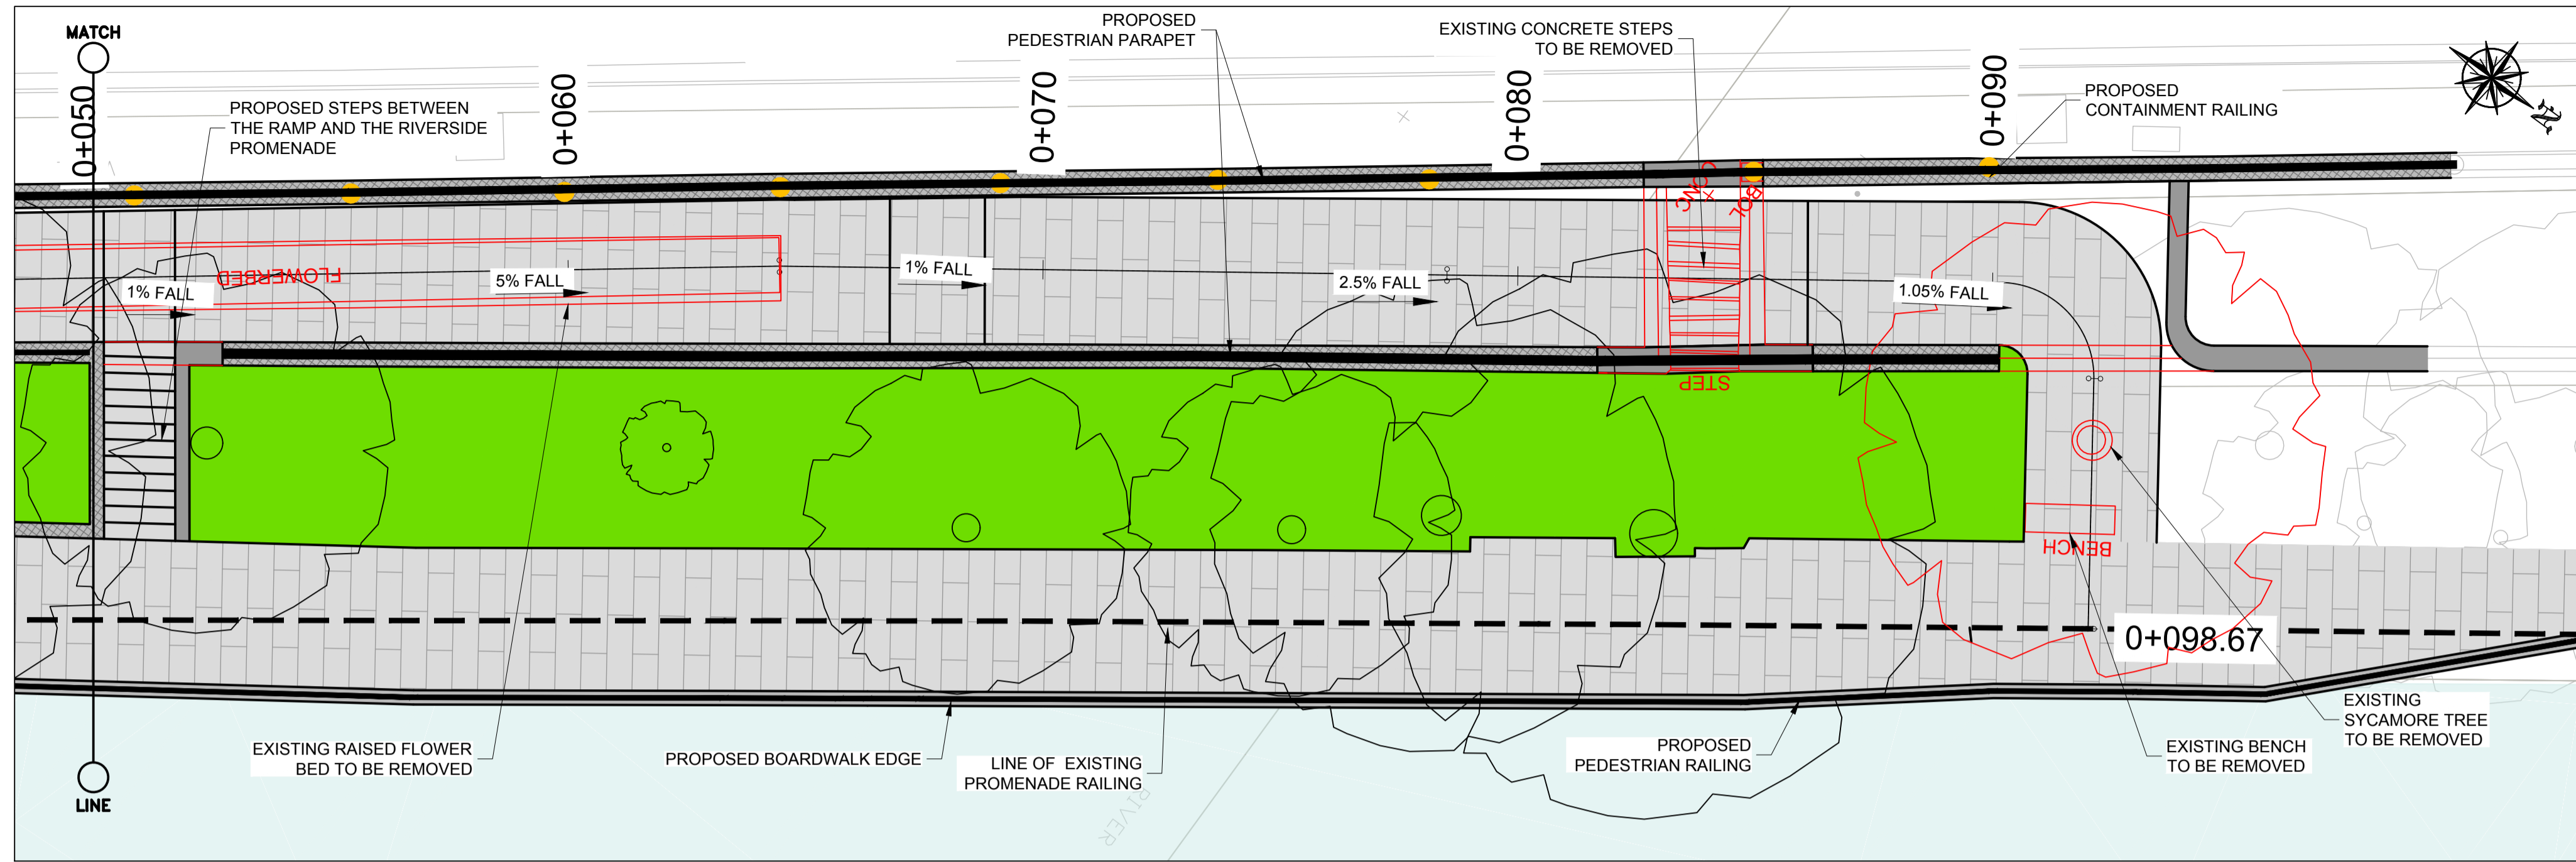 MATCH
0+050
PROPOSED STEPS BETWEEN
THE RAMP AND THE RIVERSIDE
PROMENADE
0+060
PROPOSED
PEDESTRIAN PARAPET
0+070
EXISTING CONCRETE STEPS
TO BE REMOVED
0+080
0+090
PROPOSED
CONTAINMENT RAILING
N
CONC
BOL
FLOWERBED
1% FALL
5% FALL
1% FALL
2.5% FALL
1.05% FALL
STEP
BENCH
0+098.67
EXISTING RAISED FLOWER
BED TO BE REMOVED
PROPOSED BOARDWALK EDGE
LINE OF EXISTING
PROMENADE RAILING
RIVER
PROPOSED
PEDESTRIAN RAILING
EXISTING BENCH
TO BE REMOVED
EXISTING
SYCAMORE TREE
TO BE REMOVED
LINE